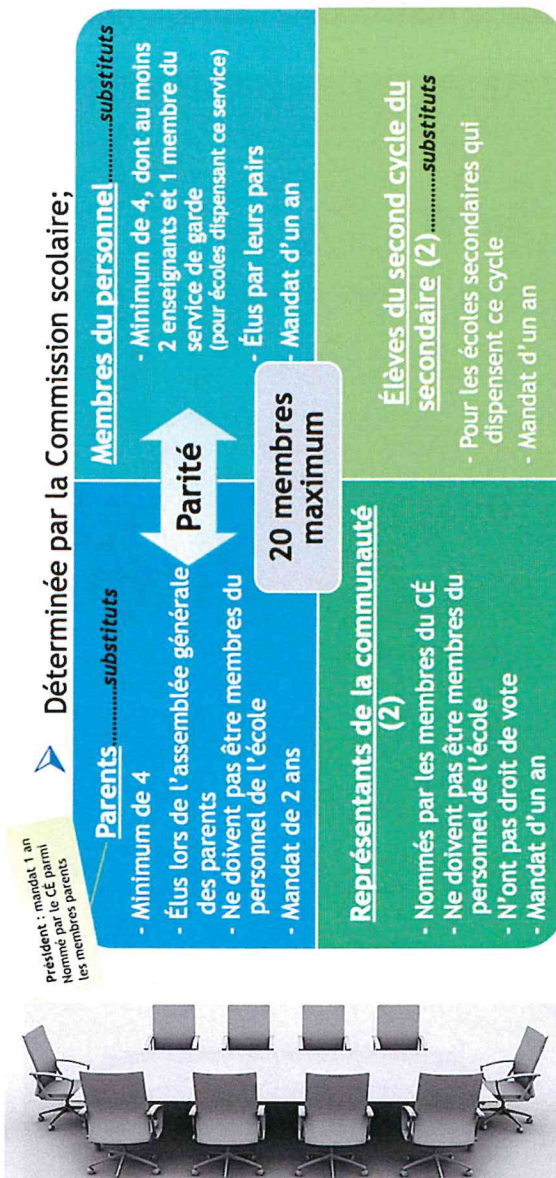 Déterminée par la Commission scolaire;
Président : mandat 1 an
Nommé par le CÉ parmi
les membres parents
Parents............substituts
- Minimum de 4
- Élus lors de l'assemblée générale
des parents
- Ne doivent pas être membres du
personnel de l'école
- Mandat de 2 ans
Parité
Membres du personnel............substituts
- Minimum de 4, dont au moins
2 enseignants et 1 membre du
service de garde
(pour écoles dispensant ce service)
- Élus par leurs pairs
- Mandat d'un an
20 membres
maximum
Représentants de la communauté
(2)
- Nommés par les membres du CÉ
- Ne doivent pas être membres du
personnel de l'école
- N'ont pas droit de vote
- Mandat d'un an
Élèves du second cycle du
secondaire (2)............substituts
- Pour les écoles secondaires qui
dispensent ce cycle
- Mandat d'un an